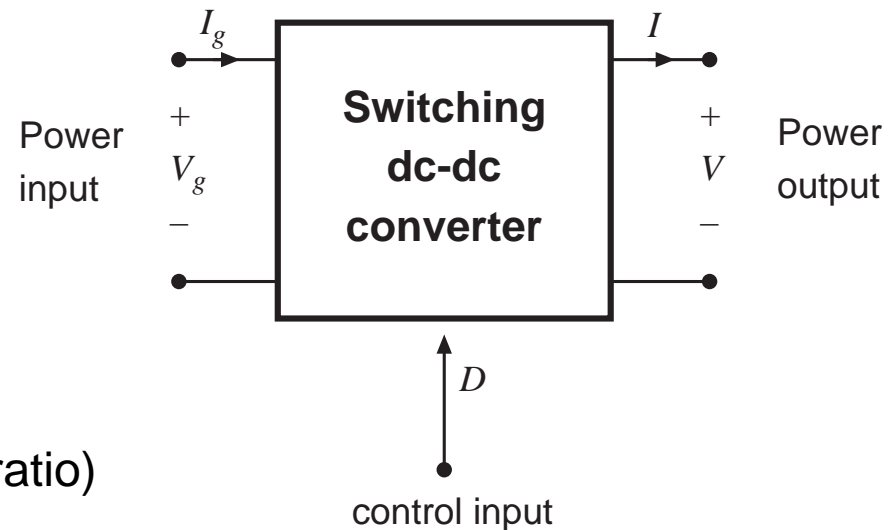 I_g
I
Switching
dc-dc
converter
Power
input
+
V_g
–
+
V
–
Power
output
D
ratio)
control input